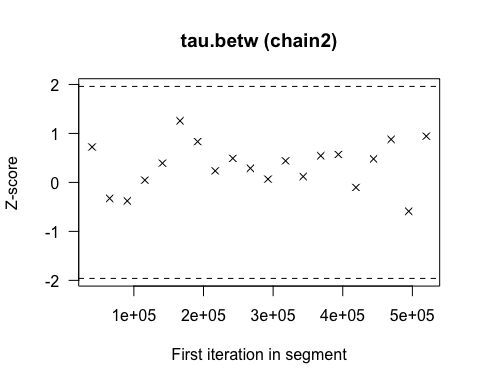 tau.betw (chain2)
Z-score
2
1
0
-1
-2
1e+05 2e+05 3e+05 4e+05 5e+05
First iteration in segment